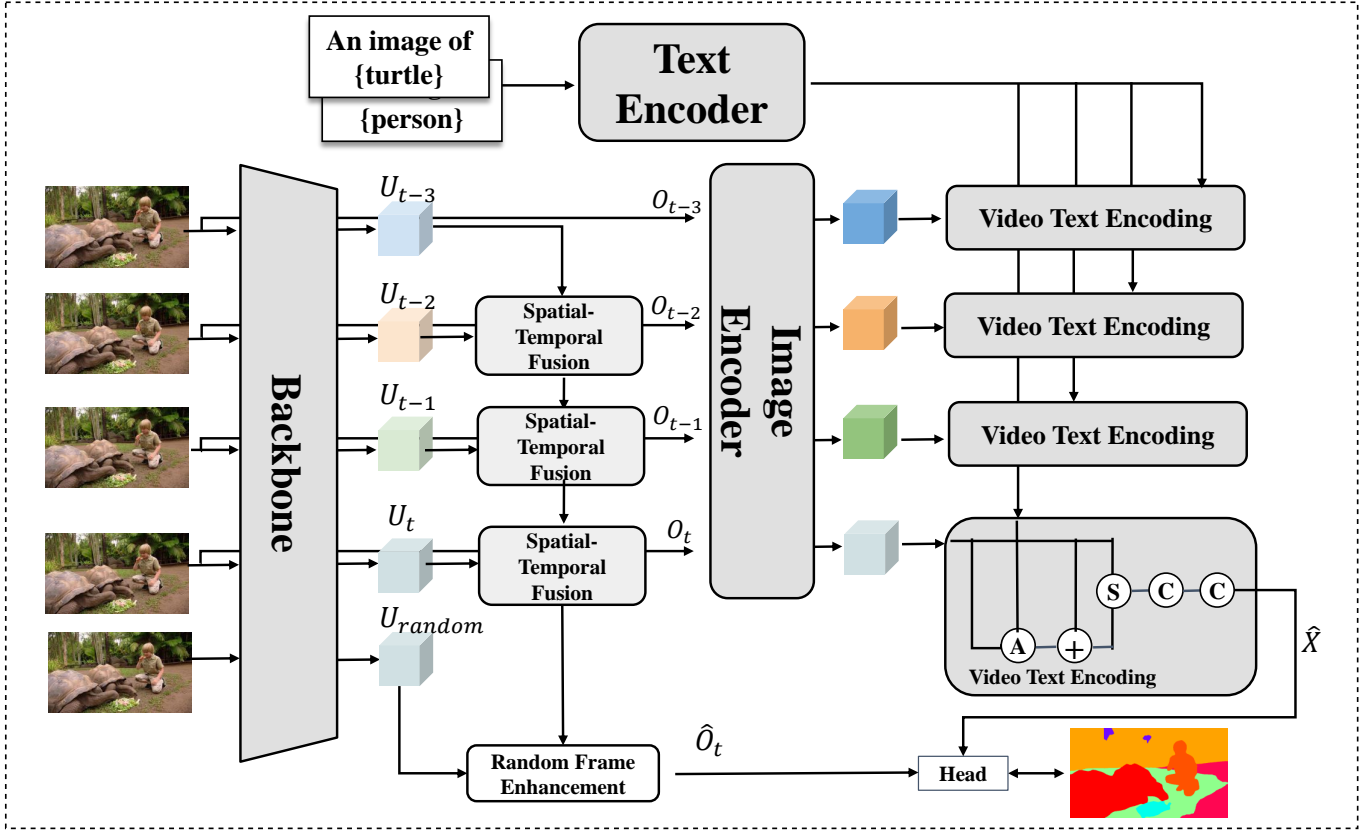 An image of
{turtle}
{person}
Text
Encoder
U_{t-3}
O_{t-3}
Video Text Encoding
U_{t-2}
Spatial-
Temporal
Fusion
O_{t-2}
Video Text Encoding
Backbone
Image
Encoder
U_{t-1}
Spatial-
Temporal
Fusion
O_{t-1}
Video Text Encoding
U_t
Spatial-
Temporal
Fusion
O_t
S C C
A +
Video Text Encoding
X̂
U_{random}
Random Frame
Enhancement
Ô_t
Head